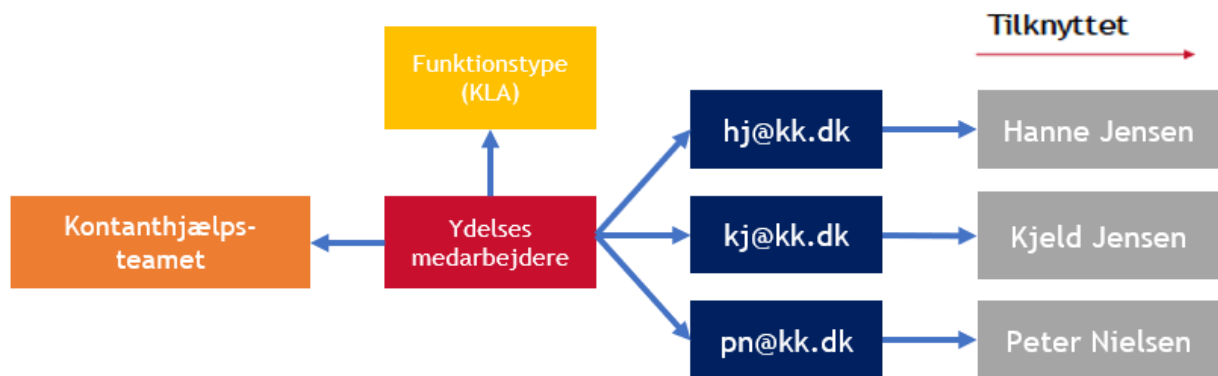 Tilknyttet
Funktionstype
(KLA)
hj@kk.dk
Hanne Jensen
Kontanthjælps-
teamet
Ydelses
medarbejdere
kj@kk.dk
Kjeld Jensen
pn@kk.dk
Peter Nielsen